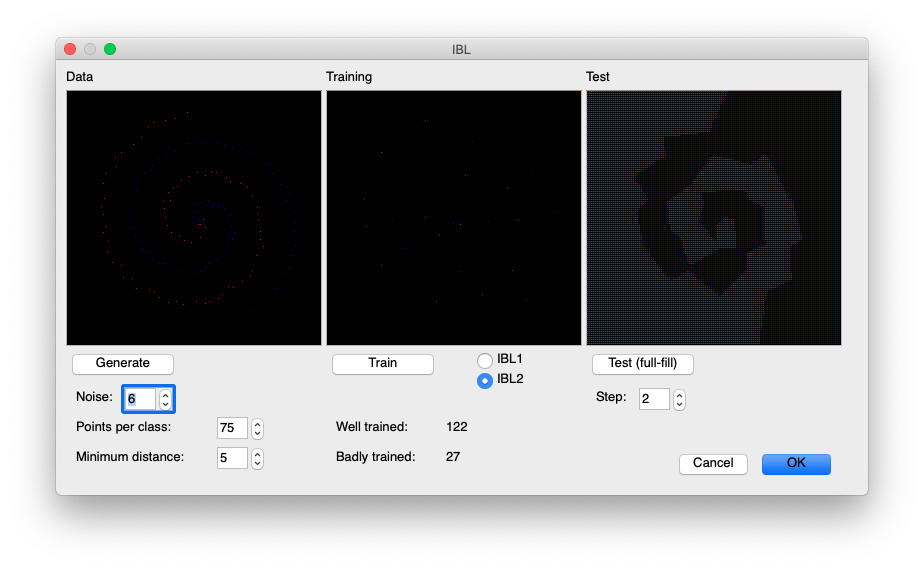 IBL
Data Training Test
Generate Train IBL1 Test (full-fill)
IBL2
Noise: 6 Step: 2
Points per class: 75 Well trained: 122
Minimum distance: 5 Badly trained: 27
Cancel OK